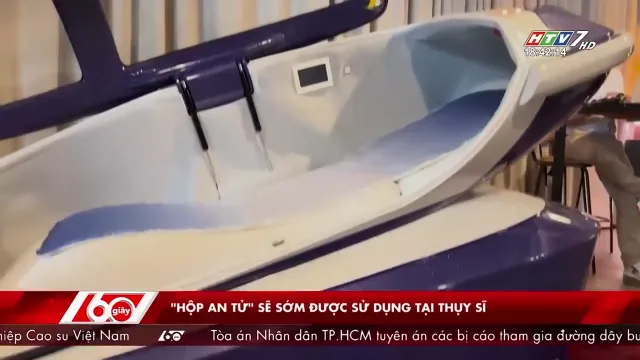 HTV7 HD
18:42:14
60 giây
"HỘP AN TỬ" SẼ SỚM ĐƯỢC SỬ DỤNG TẠI THỤY SĨ
hiệp Cao su Việt Nam 60 giây Tòa án Nhân dân TP.HCM tuyên án các bị cáo tham gia đường dây bu